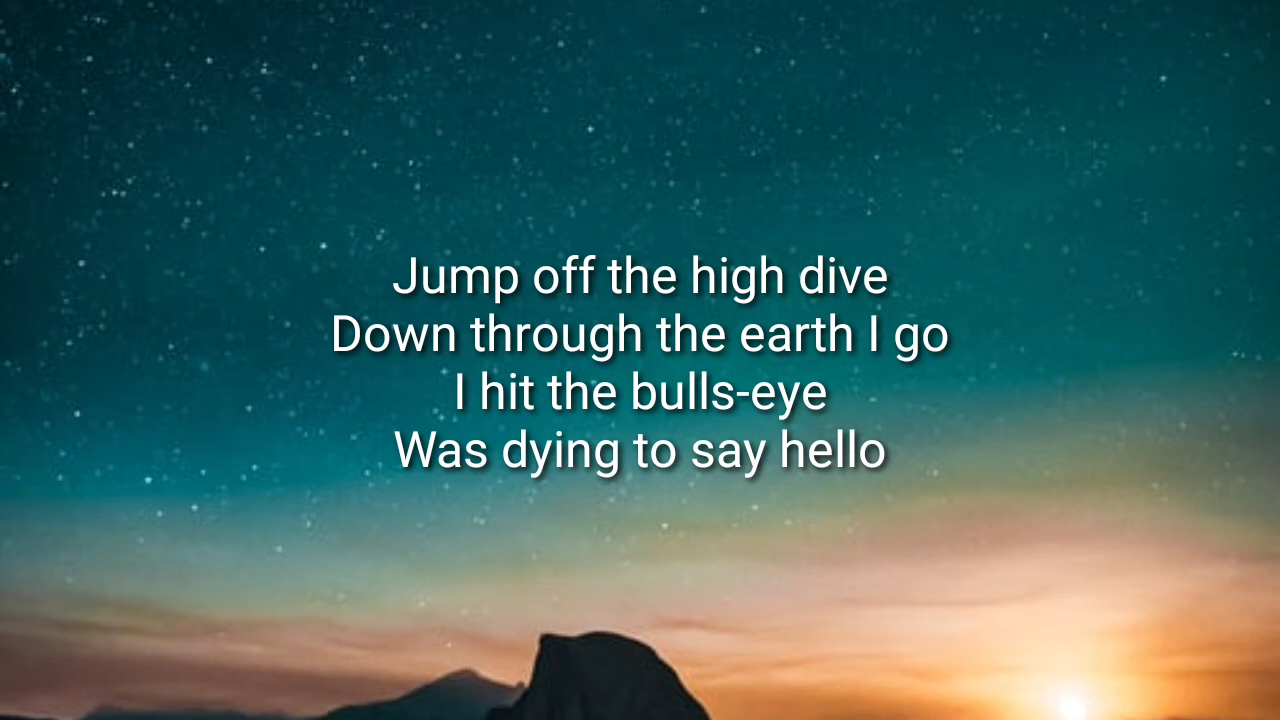 Jump off the high dive
Down through the earth I go
I hit the bulls-eye
Was dying to say hello